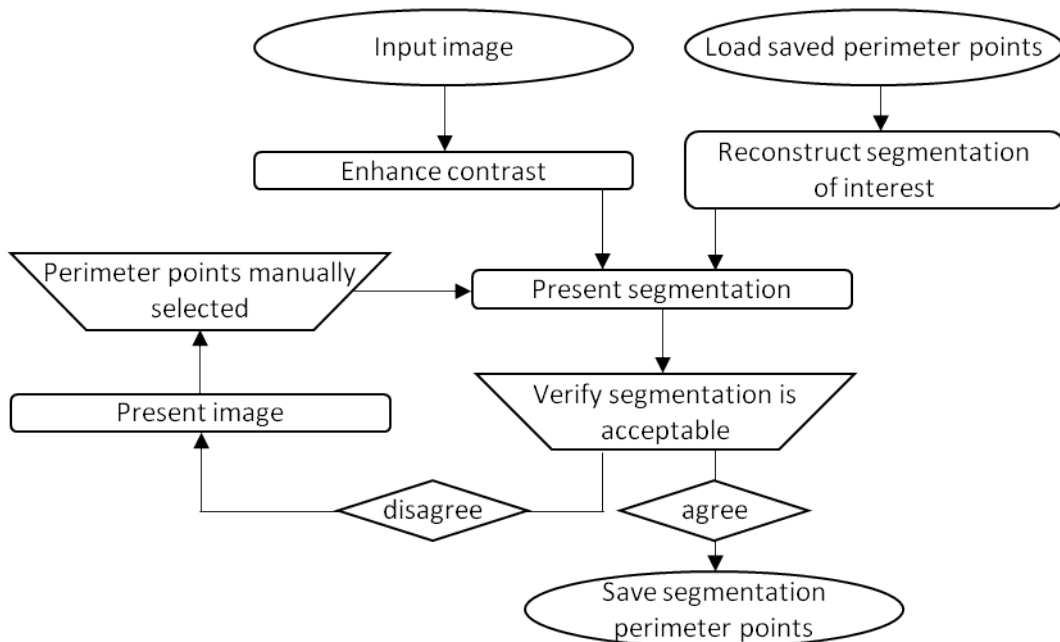 Input image
Load saved perimeter points
Enhance contrast
Reconstruct segmentation
of interest
Perimeter points manually
selected
Present segmentation
Present image
Verify segmentation is
acceptable
disagree
agree
Save segmentation
perimeter points